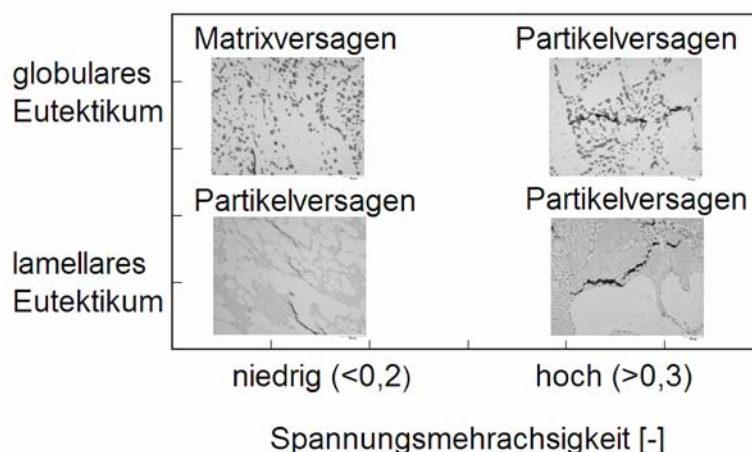 Matrixversagen
Partikelversagen
globulares
Eutektikum
Partikelversagen
Partikelversagen
lamellares
Eutektikum
niedrig (<0,2)
hoch (>0,3)
Spannungsmehrachsigkeit [-]